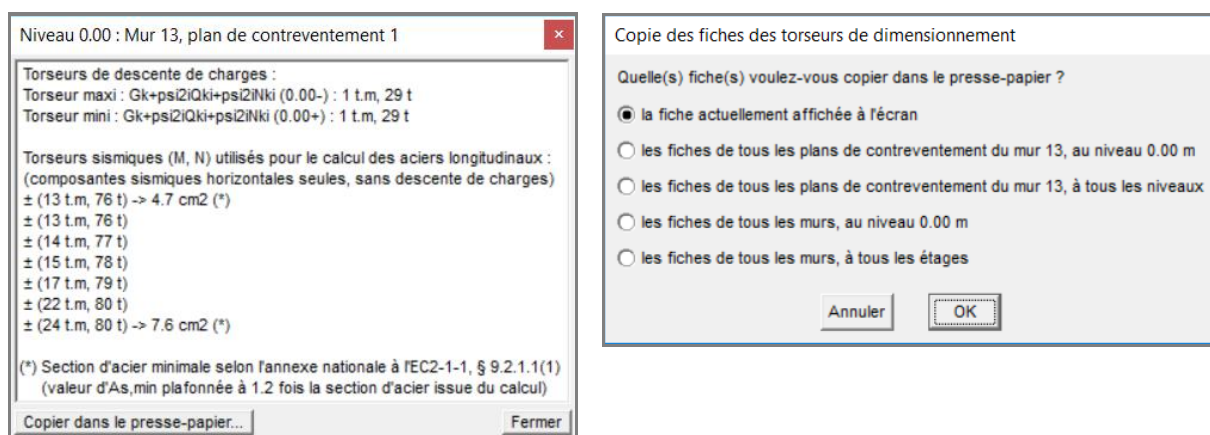 Niveau 0.00 : Mur 13, plan de contreventement 1
×
Torseurs de descente de charges :
Torseur maxi : Gk+psi2iQki+psi2iNki (0.00-) : 1 t.m, 29 t
Torseur mini : Gk+psi2iQki+psi2iNki (0.00+) : 1 t.m, 29 t
Torseurs sismiques (M, N) utilisés pour le calcul des aciers longitudinaux :
(composantes sismiques horizontales seules, sans descente de charges)
± (13 t.m, 76 t) -> 4.7 cm2 (*)
± (13 t.m, 76 t)
± (14 t.m, 77 t)
± (15 t.m, 78 t)
± (17 t.m, 79 t)
± (22 t.m, 80 t)
± (24 t.m, 80 t) -> 7.6 cm2 (*)
(*) Section d'acier minimale selon l'annexe nationale à l'EC2-1-1, § 9.2.1.1(1)
(valeur d'As,min plafonnée à 1.2 fois la section d'acier issue du calcul)
Copier dans le presse-papier...
Fermer
Copie des fiches des torseurs de dimensionnement
Quelle(s) fiche(s) voulez-vous copier dans le presse-papier ?
la fiche actuellement affichée à l'écran
les fiches de tous les plans de contreventement du mur 13, au niveau 0.00 m
les fiches de tous les plans de contreventement du mur 13, à tous les niveaux
les fiches de tous les murs, au niveau 0.00 m
les fiches de tous les murs, à tous les étages
Annuler
OK